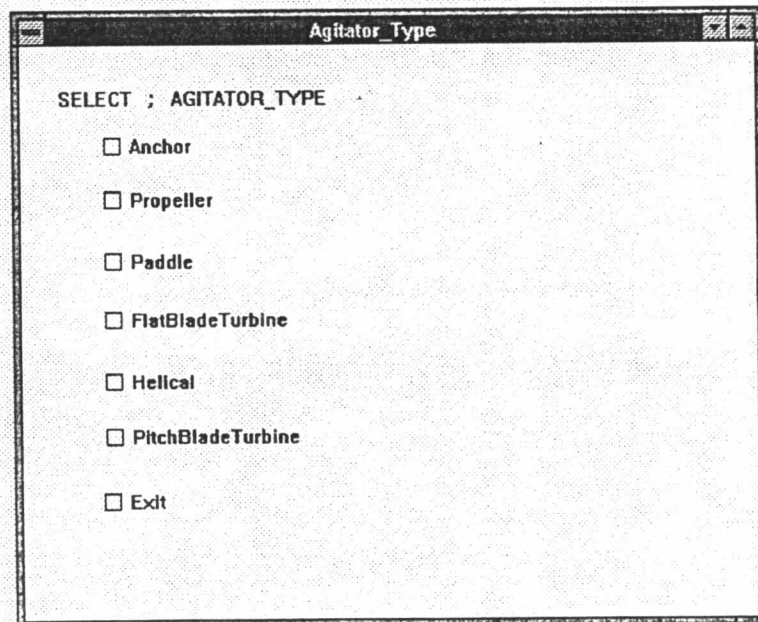 Agitator_Type
SELECT ; AGITATOR_TYPE
Anchor
Propeller
Paddle
FlatBladeTurbine
Helical
PitchBladeTurbine
Exit